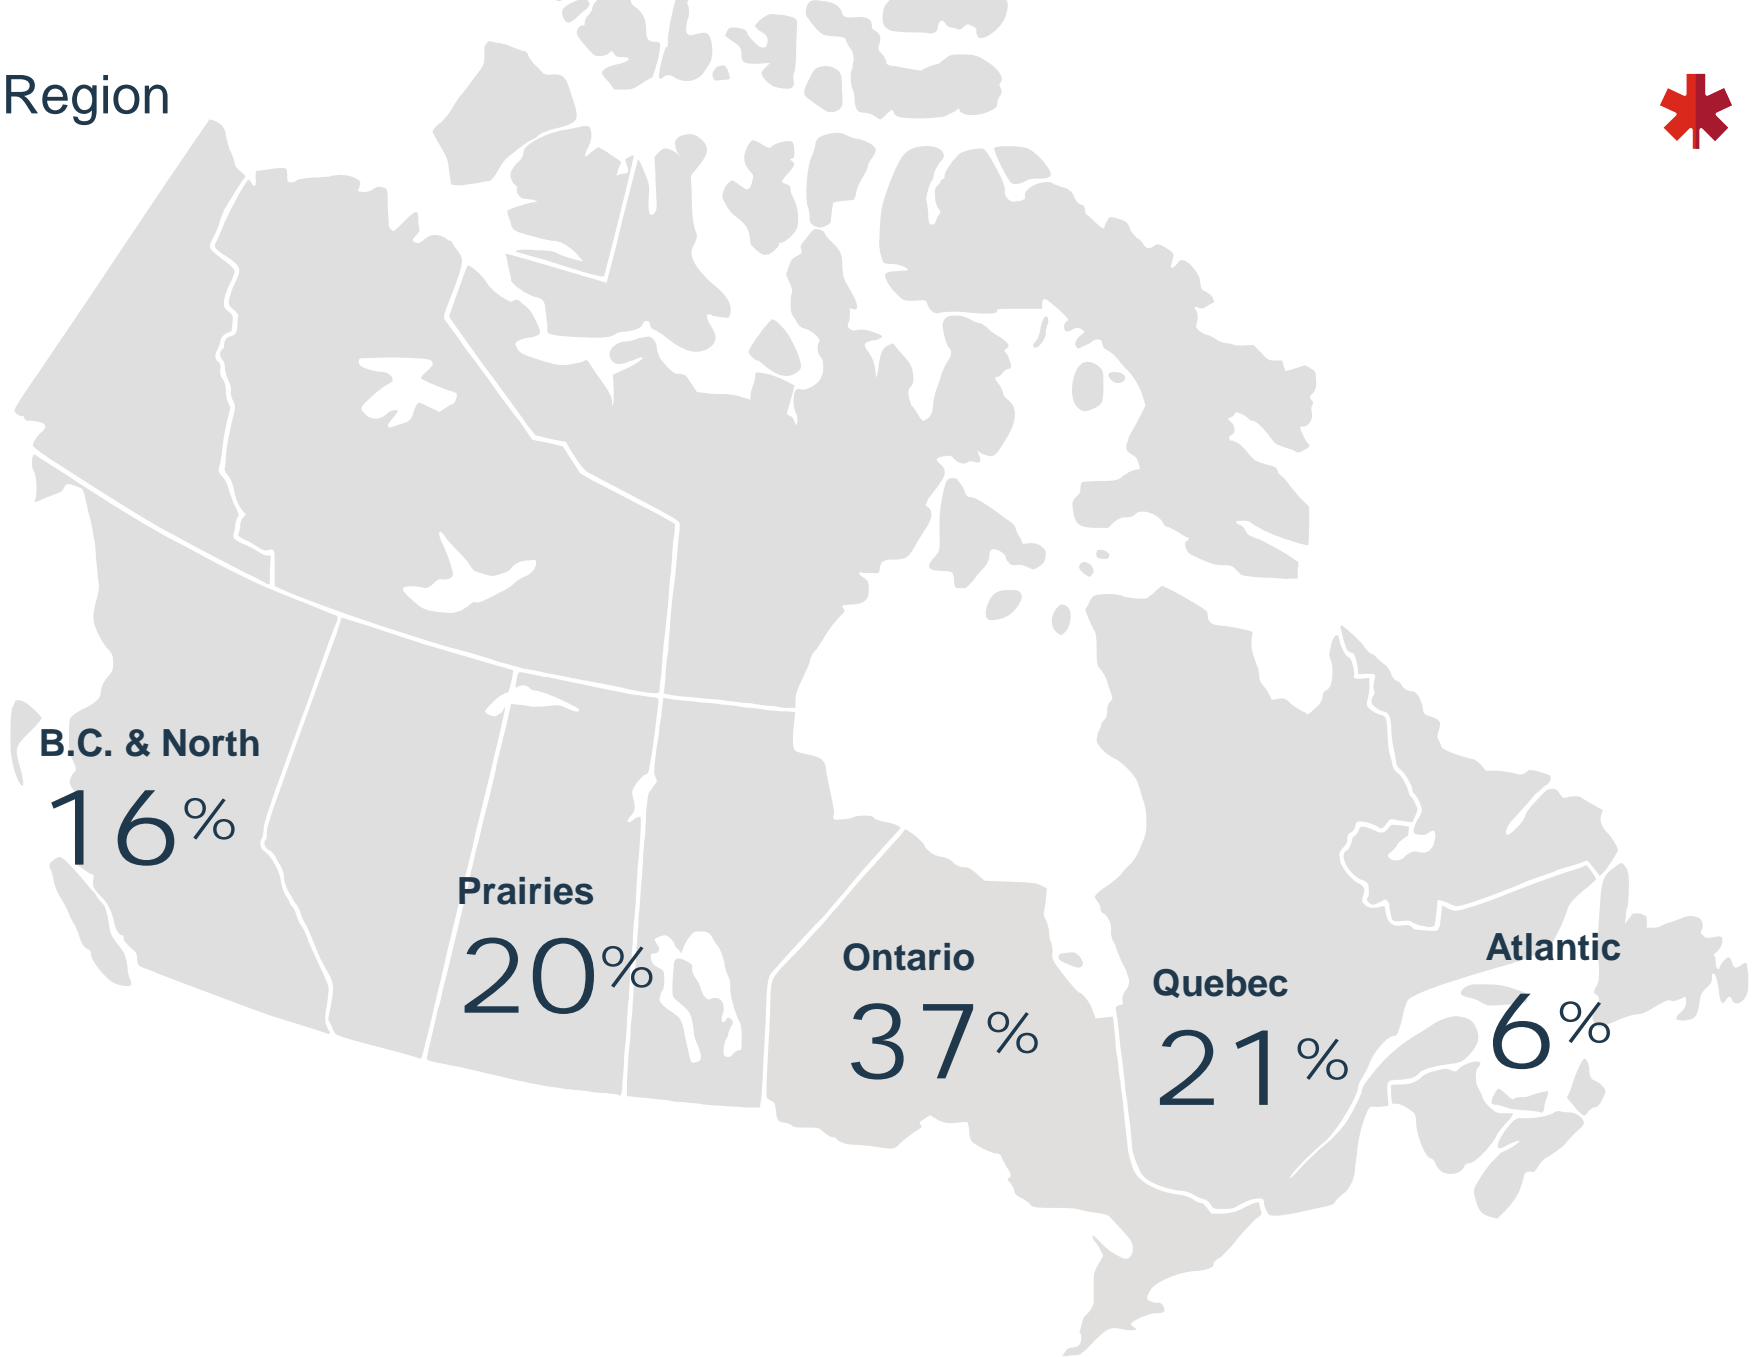 Region
B.C. & North
16%
Prairies
20%
Ontario
37%
Quebec
21%
Atlantic
6%